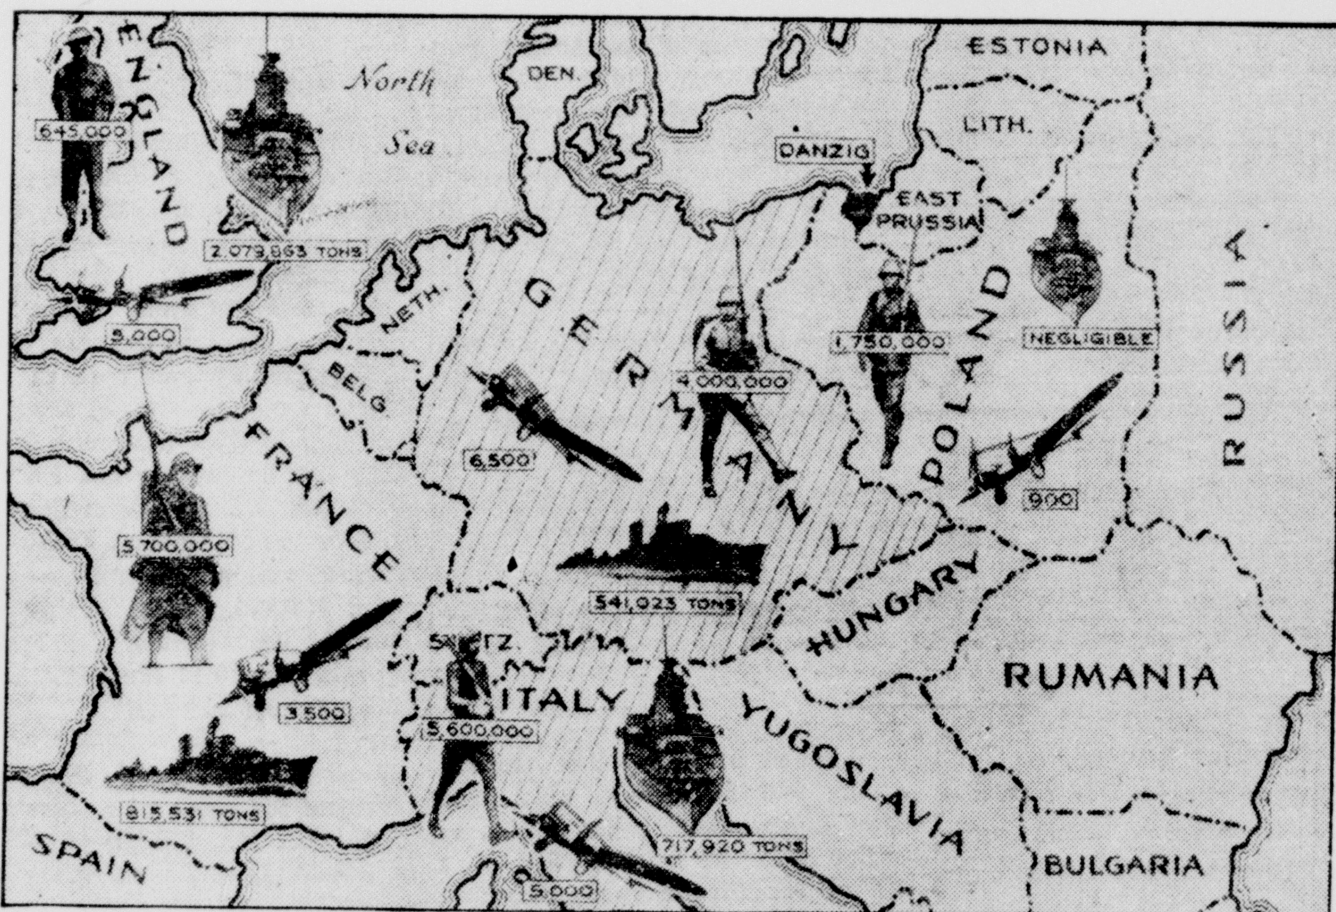 ENGLAND
645,000
2,079,863 TONS
5,000
North
Sea
DEN.
ESTONIA
LITH.
DANZIG
EAST
PRUSSIA
NETH.
BELG
GERMANY
6,500
4,000,000
541,023 TONS
POLAND
1,750,000
NEGLIGIBLE
900
RUSSIA
FRANCE
5,700,000
3,500
815,531 TONS
SWITZ.
ITALY
5,600,000
717,920 TONS
5,000
HUNGARY
RUMANIA
YUGOSLAVIA
BULGARIA
SPAIN